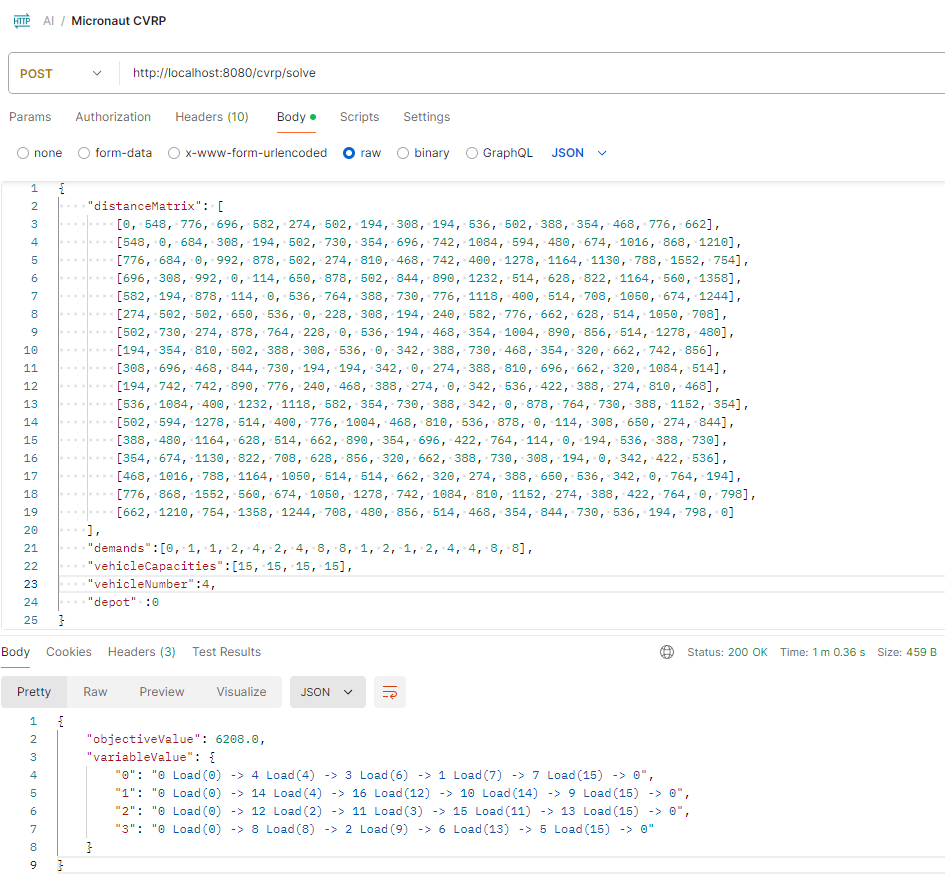 HTTP AI / Micronaut CVRP
POST http://localhost:8080/cvrp/solve
Params Authorization Headers (10) Body Scripts Settings
none form-data x-www-form-urlencoded raw binary GraphQL JSON
1 {
2 "distanceMatrix": [
3 [0, 548, 776, 696, 582, 274, 502, 194, 308, 194, 536, 502, 388, 354, 468, 776, 662],
4 [548, 0, 684, 308, 194, 502, 730, 354, 696, 742, 1084, 594, 480, 674, 1016, 868, 1210],
5 [776, 684, 0, 992, 878, 502, 274, 810, 468, 742, 400, 1278, 1164, 1130, 788, 1552, 754],
6 [696, 308, 992, 0, 114, 650, 878, 502, 844, 890, 1232, 514, 628, 822, 1164, 560, 1358],
7 [582, 194, 878, 114, 0, 536, 764, 388, 730, 776, 1118, 400, 514, 708, 1050, 674, 1244],
8 [274, 502, 502, 650, 536, 0, 228, 308, 194, 240, 582, 776, 662, 628, 514, 1050, 708],
9 [502, 730, 274, 878, 764, 228, 0, 536, 194, 468, 354, 1004, 890, 856, 514, 1278, 480],
10 [194, 354, 810, 502, 388, 308, 536, 0, 342, 388, 730, 468, 354, 320, 662, 742, 856],
11 [308, 696, 468, 844, 730, 194, 194, 342, 0, 274, 388, 810, 696, 662, 320, 1084, 514],
12 [194, 742, 742, 890, 776, 240, 468, 388, 274, 0, 342, 536, 422, 388, 274, 810, 468],
13 [536, 1084, 400, 1232, 1118, 582, 354, 730, 388, 342, 0, 878, 764, 730, 388, 1152, 354],
14 [502, 594, 1278, 514, 400, 776, 1004, 468, 810, 536, 878, 0, 114, 308, 650, 274, 844],
15 [388, 480, 1164, 628, 514, 662, 890, 354, 696, 422, 764, 114, 0, 194, 536, 388, 730],
16 [354, 674, 1130, 822, 708, 628, 856, 320, 662, 388, 730, 308, 194, 0, 342, 422, 536],
17 [468, 1016, 788, 1164, 1050, 514, 514, 662, 320, 274, 388, 650, 536, 342, 0, 764, 194],
18 [776, 868, 1552, 560, 674, 1050, 1278, 742, 1084, 810, 1152, 274, 388, 422, 764, 0, 798],
19 [662, 1210, 754, 1358, 1244, 708, 480, 856, 514, 468, 354, 844, 730, 536, 194, 798, 0]
20 ],
21 "demands":[0, 1, 1, 2, 4, 2, 4, 8, 8, 1, 2, 1, 2, 4, 4, 8, 8],
22 "vehicleCapacities":[15, 15, 15, 15],
23 "vehicleNumber":4,
24 "depot" :0
25 }
Body Cookies Headers (3) Test Results Status: 200 OK Time: 1 m 0.36 s Size: 459 B
Pretty Raw Preview Visualize JSON
1 {
2 "objectiveValue": 6208.0,
3 "variableValue": {
4 "0": "0 Load(0) -> 4 Load(4) -> 3 Load(6) -> 1 Load(7) -> 7 Load(15) -> 0",
5 "1": "0 Load(0) -> 14 Load(4) -> 16 Load(12) -> 10 Load(14) -> 9 Load(15) -> 0",
6 "2": "0 Load(0) -> 12 Load(2) -> 11 Load(3) -> 15 Load(11) -> 13 Load(15) -> 0",
7 "3": "0 Load(0) -> 8 Load(8) -> 2 Load(9) -> 6 Load(13) -> 5 Load(15) -> 0"
8 }
9 }